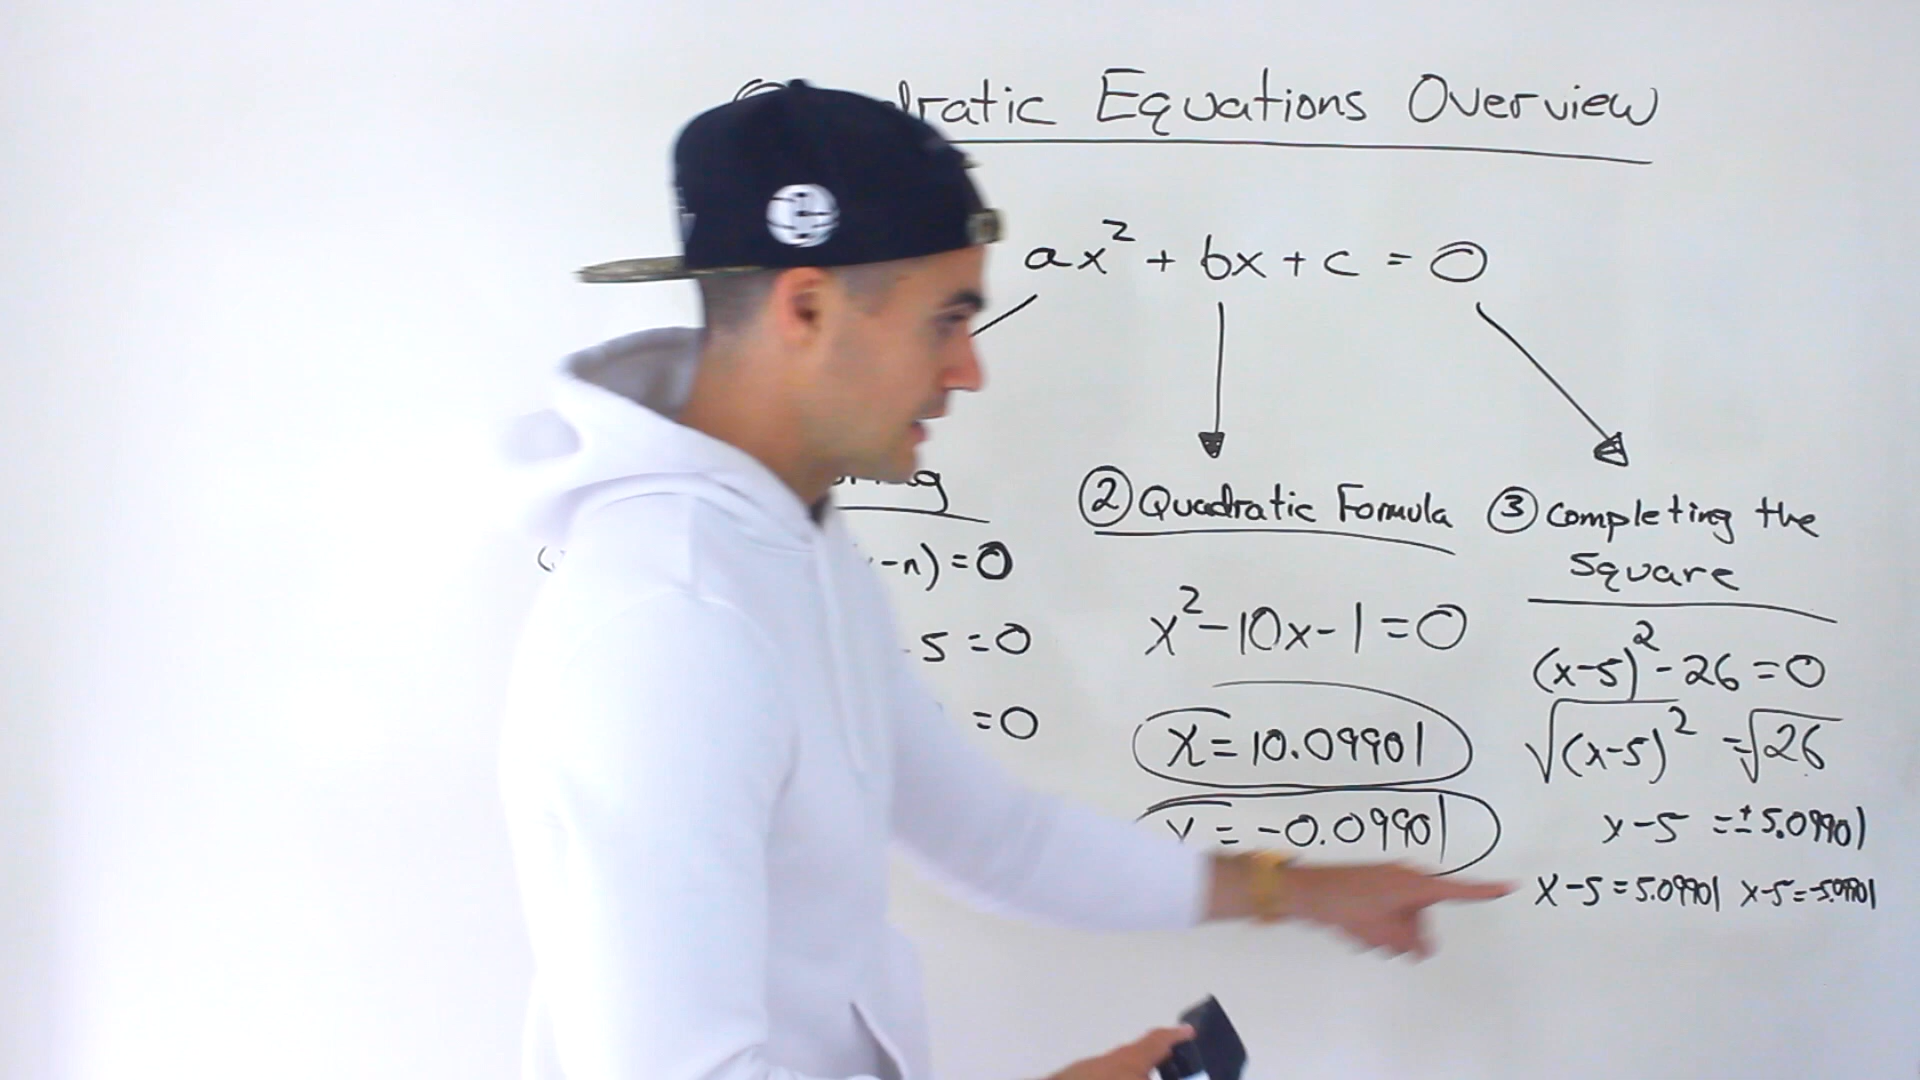 Equations Overview
ax² + bx + c = 0
-n) = 0
5 = 0
= 0
② Quadratic Formula
x² - 10x - 1 = 0
x = 10.09901
x = -0.09901
③ Completing the
Square
(x-5)² - 26 = 0
√(x-5)² = √26
x - 5 = ± 5.09901
x - 5 = 5.09901 x - 5 = -5.09901